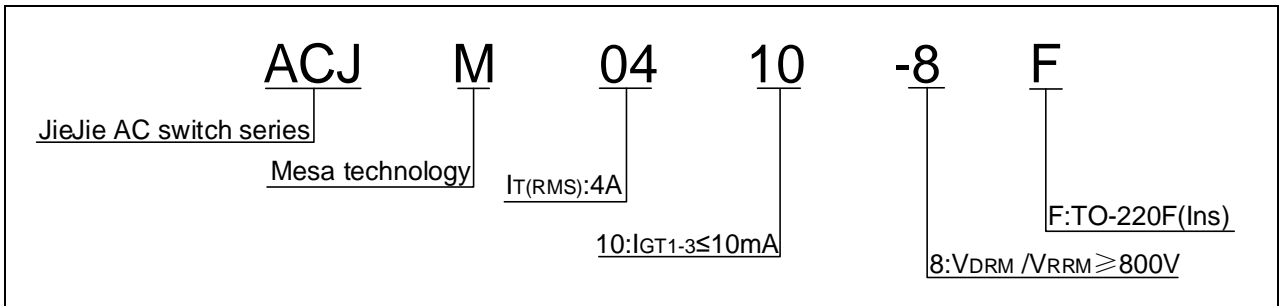 ACJ M 04 10 -8 F
JieJie AC switch series
Mesa technology
IT(RMS):4A
F:TO-220F(Ins)
10:IGT1-3≤10mA
8:VDRM /VRRM≥800V